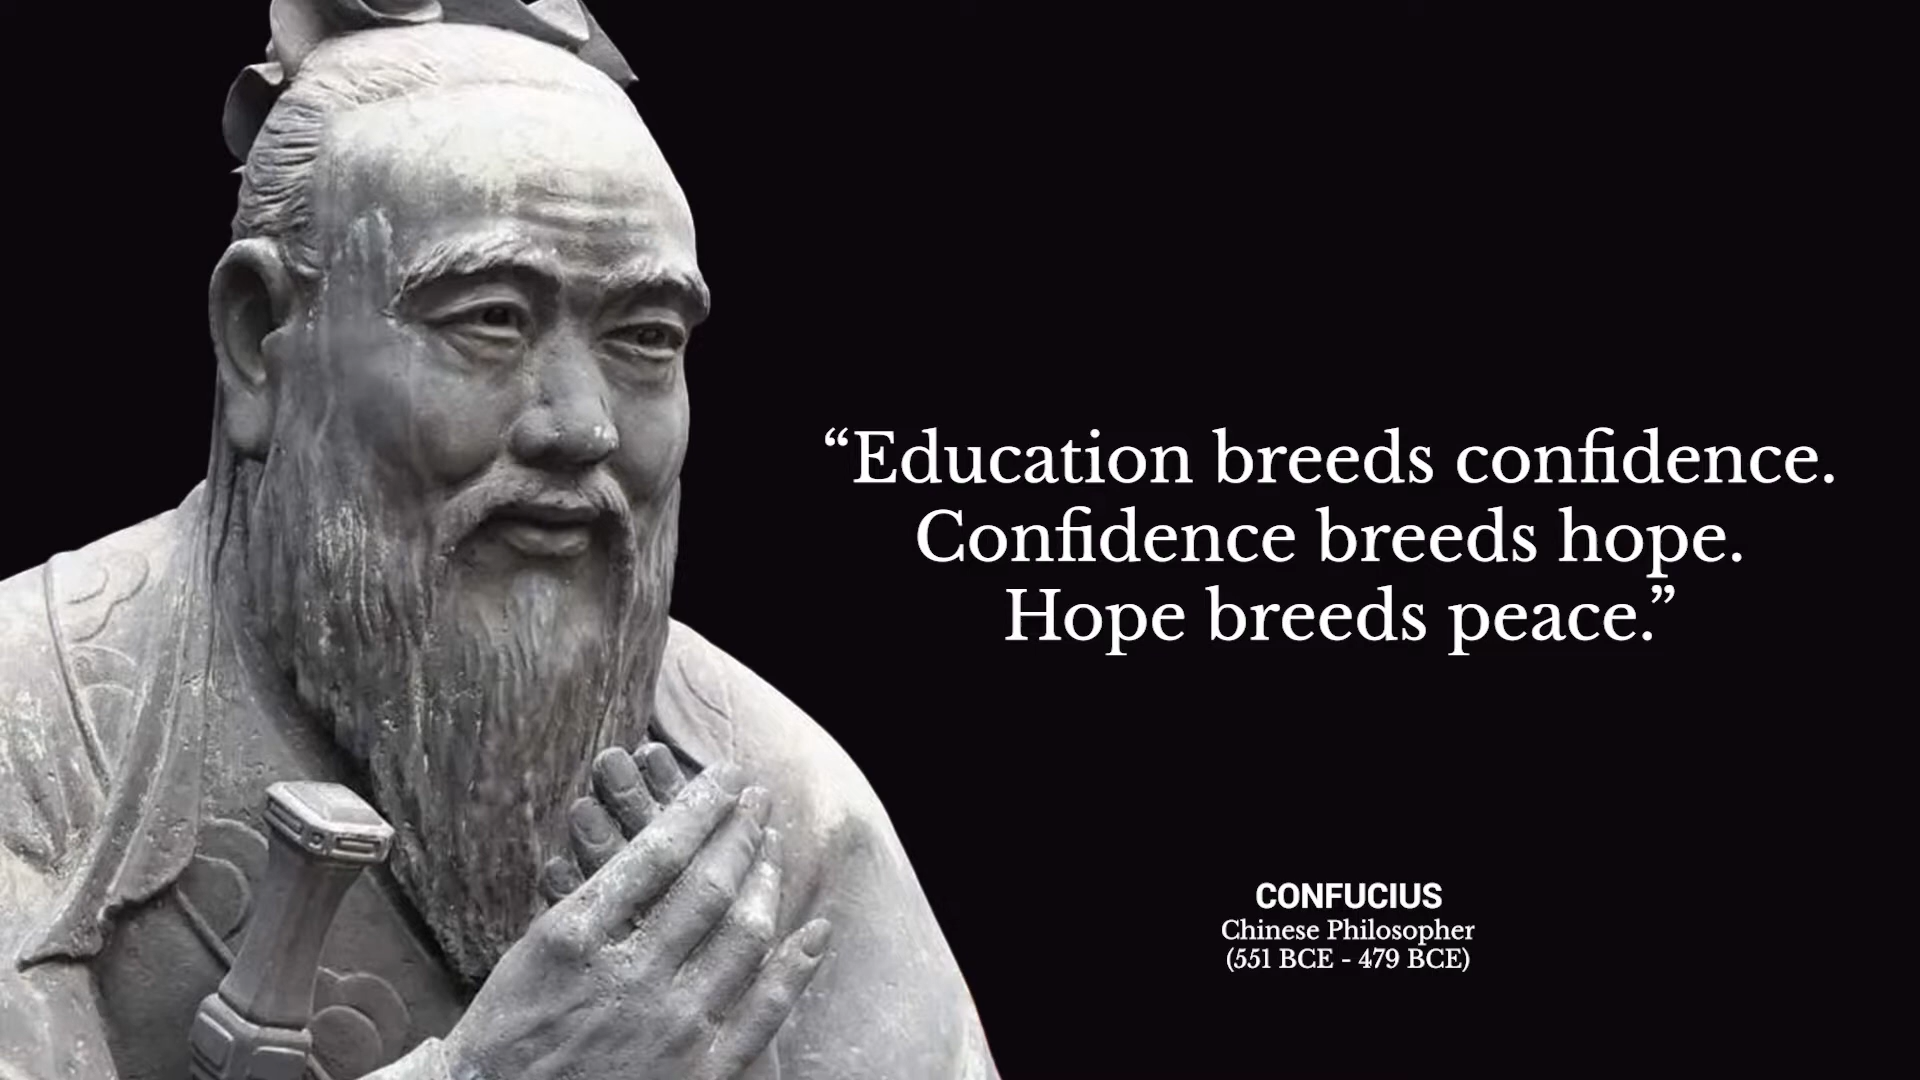 “Education breeds confidence.
Confidence breeds hope.
Hope breeds peace.”
CONFUCIUS
Chinese Philosopher
(551 BCE - 479 BCE)